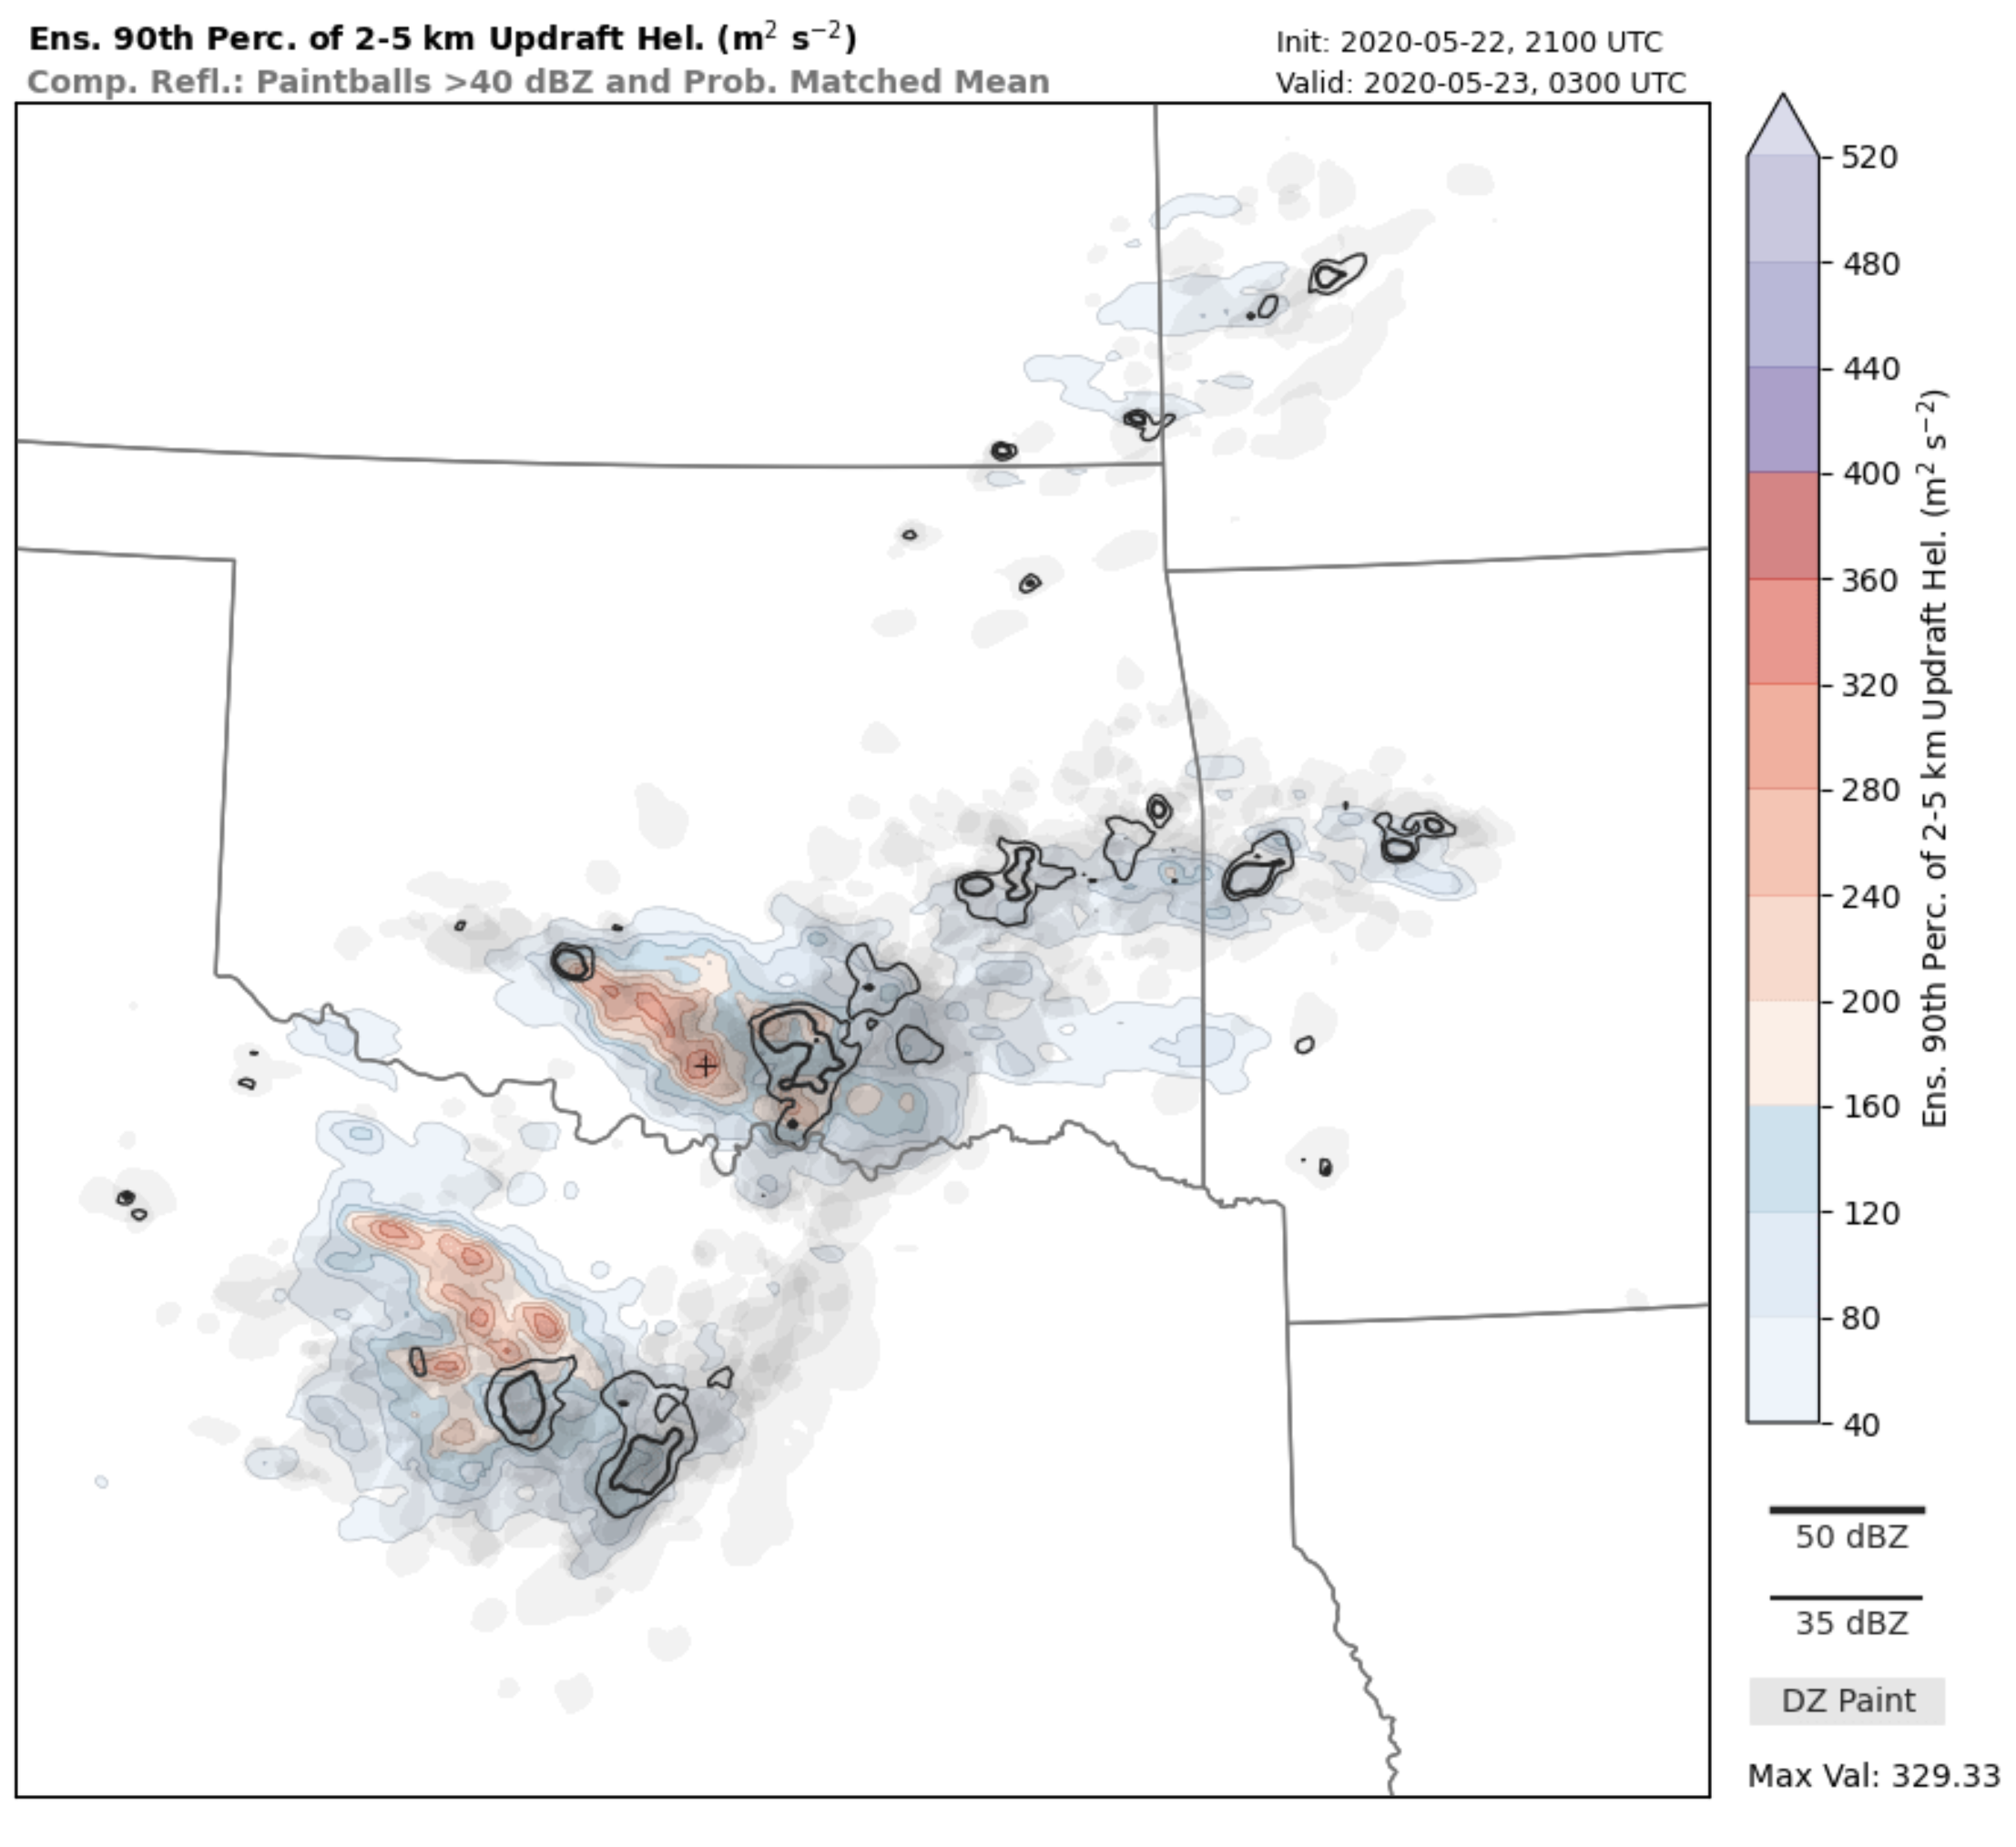 Ens. 90th Perc. of 2-5 km Updraft Hel. (m² s⁻²)
Comp. Refl.: Paintballs >40 dBZ and Prob. Matched Mean
Init: 2020-05-22, 2100 UTC
Valid: 2020-05-23, 0300 UTC
520
480
440
400
360
320
280
240
200
160
120
80
40
Ens. 90th Perc. of 2-5 km Updraft Hel. (m² s⁻²)
50 dBZ
35 dBZ
DZ Paint
Max Val: 329.33